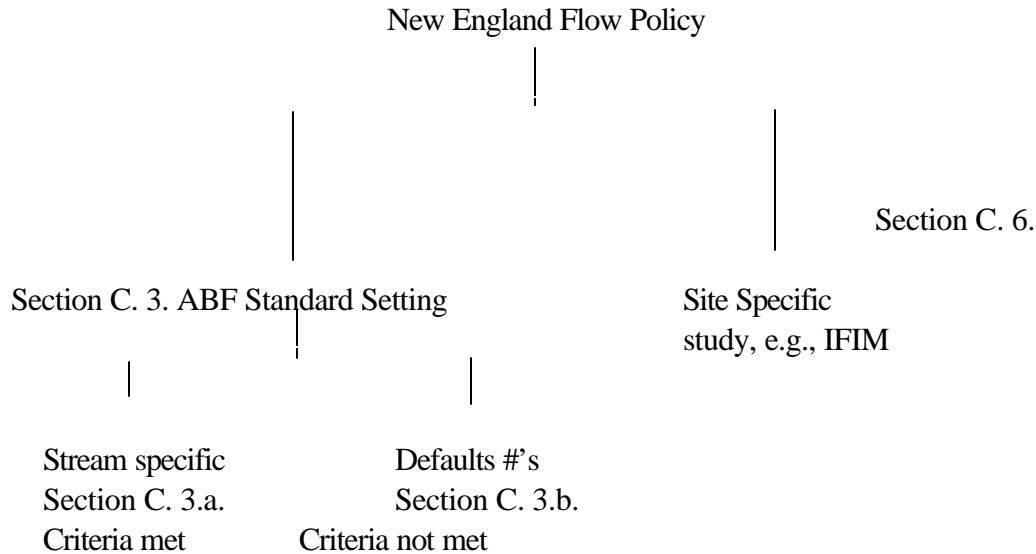 New England Flow Policy
Section C. 6.
Section C. 3. ABF Standard Setting
Site Specific
study, e.g., IFIM
Stream specific
Section C. 3.a.
Criteria met
Defaults #’s
Section C. 3.b.
Criteria not met